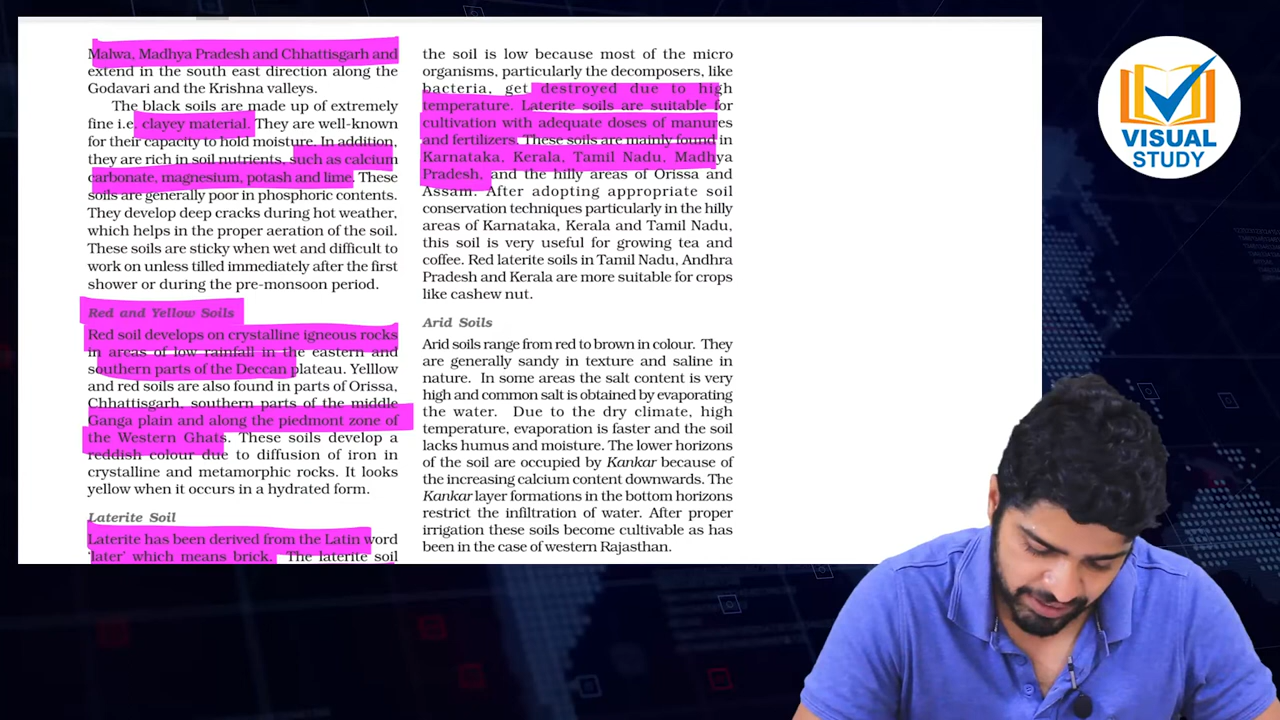 Malwa, Madhya Pradesh and Chhattisgarh and
extend in the south east direction along the
Godavari and the Krishna valleys.
The black soils are made up of extremely
fine i.e. clayey material. They are well-known
for their capacity to hold moisture. In addition,
they are rich in soil nutrients, such as calcium
carbonate, magnesium, potash and lime. These
soils are generally poor in phosphoric contents.
They develop deep cracks during hot weather,
which helps in the proper aeration of the soil.
These soils are sticky when wet and difficult to
work on unless tilled immediately after the first
shower or during the pre-monsoon period.
Red and Yellow Soils
Red soil develops on crystalline igneous rocks
in areas of low rainfall in the eastern and
southern parts of the Deccan plateau. Yelllow
and red soils are also found in parts of Orissa,
Chhattisgarh, southern parts of the middle
Ganga plain and along the piedmont zone of
the Western Ghats. These soils develop a
reddish colour due to diffusion of iron in
crystalline and metamorphic rocks. It looks
yellow when it occurs in a hydrated form.
Laterite Soil
Laterite has been derived from the Latin word
'later' which means brick. The laterite soil
the soil is low because most of the micro
organisms, particularly the decomposers, like
bacteria, get destroyed due to high
temperature. Laterite soils are suitable for
cultivation with adequate doses of manures
and fertilizers. These soils are mainly found in
Karnataka, Kerala, Tamil Nadu, Madhya
Pradesh, and the hilly areas of Orissa and
Assam. After adopting appropriate soil
conservation techniques particularly in the hilly
areas of Karnataka, Kerala and Tamil Nadu,
this soil is very useful for growing tea and
coffee. Red laterite soils in Tamil Nadu, Andhra
Pradesh and Kerala are more suitable for crops
like cashew nut.
Arid Soils
Arid soils range from red to brown in colour. They
are generally sandy in texture and saline in
nature. In some areas the salt content is very
high and common salt is obtained by evaporating
the water. Due to the dry climate, high
temperature, evaporation is faster and the soil
lacks humus and moisture. The lower horizons
of the soil are occupied by Kankar because of
the increasing calcium content downwards. The
Kankar layer formations in the bottom horizons
restrict the infiltration of water. After proper
irrigation these soils become cultivable as has
been in the case of western Rajasthan.
VISUAL
STUDY